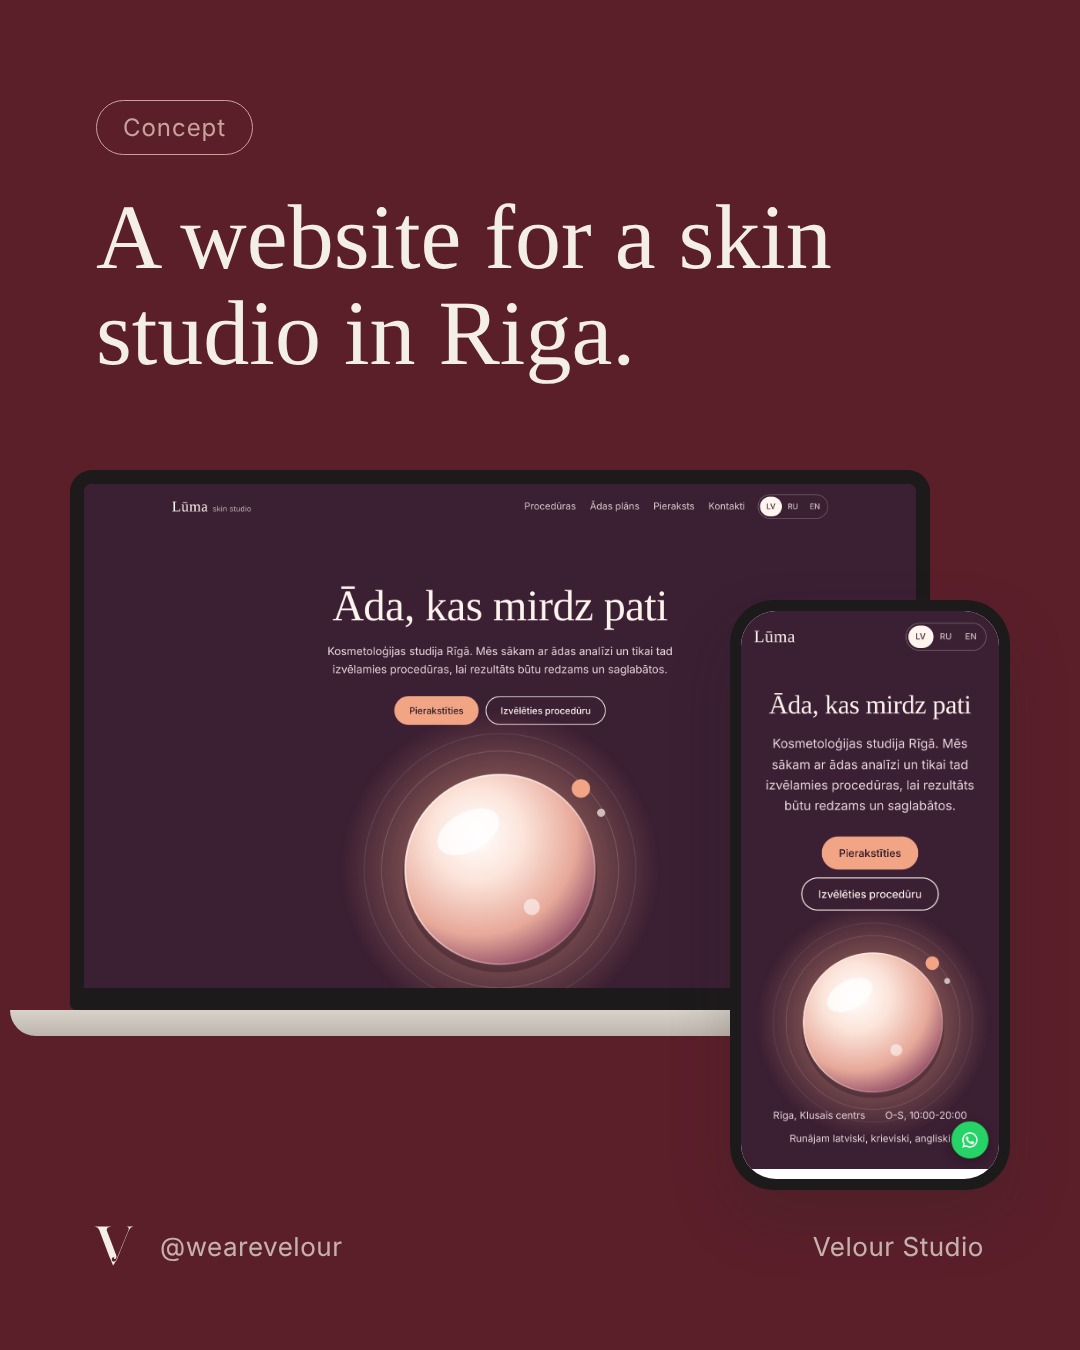 Concept
A website for a skin
studio in Riga.
Lūma skin studio
Procedūras Ādas plāns Pieraksts Kontakti LV RU EN
Āda, kas mirdz pati
Kosmetoloģijas studija Rīgā. Mēs sākam ar ādas analīzi un tikai tad
izvēlamies procedūras, lai rezultāts būtu redzams un saglabātos.
Pierakstīties Izvēlēties procedūru
Lūma LV RU EN
Āda, kas mirdz pati
Kosmetoloģijas studija Rīgā. Mēs
sākam ar ādas analīzi un tikai tad
izvēlamies procedūras, lai rezultāts
būtu redzams un saglabātos.
Pierakstīties
Izvēlēties procedūru
Rīga, Klusais centrs O-S, 10:00-20:00
Runājam latviski, krieviski, angliski
V @wearevelour Velour Studio